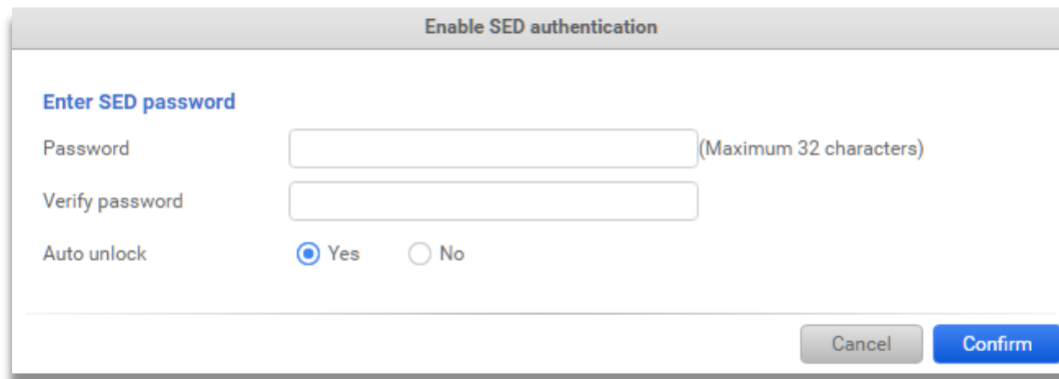 Enable SED authentication
Enter SED password
Password (Maximum 32 characters)
Verify password
Auto unlock Yes No
Cancel Confirm